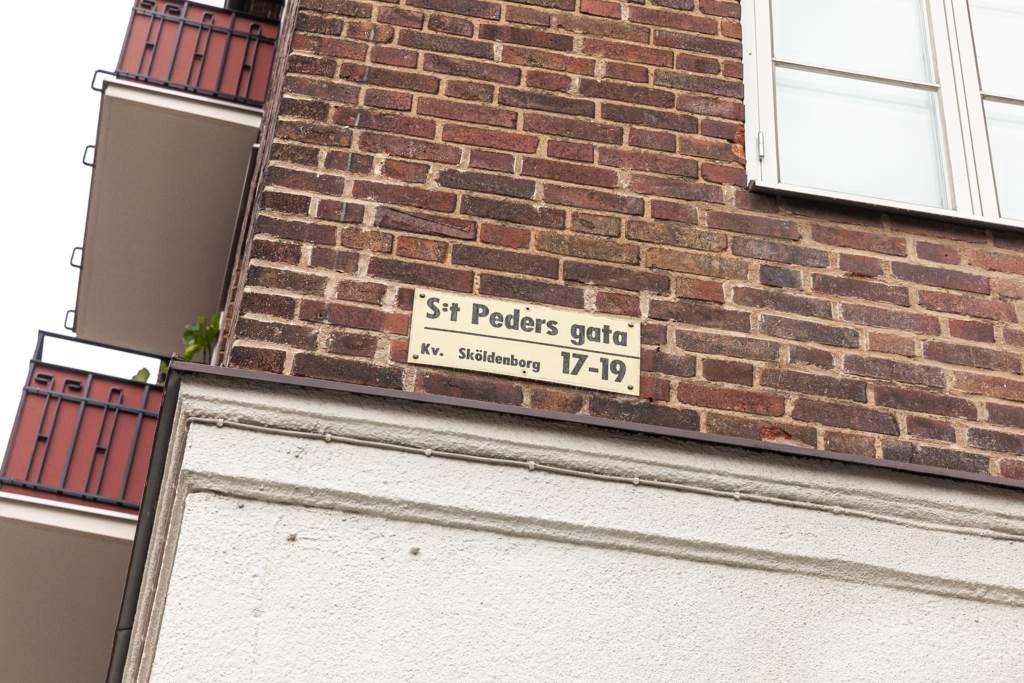 S:t Peders gata
Kv. Sköldenborg 17-19